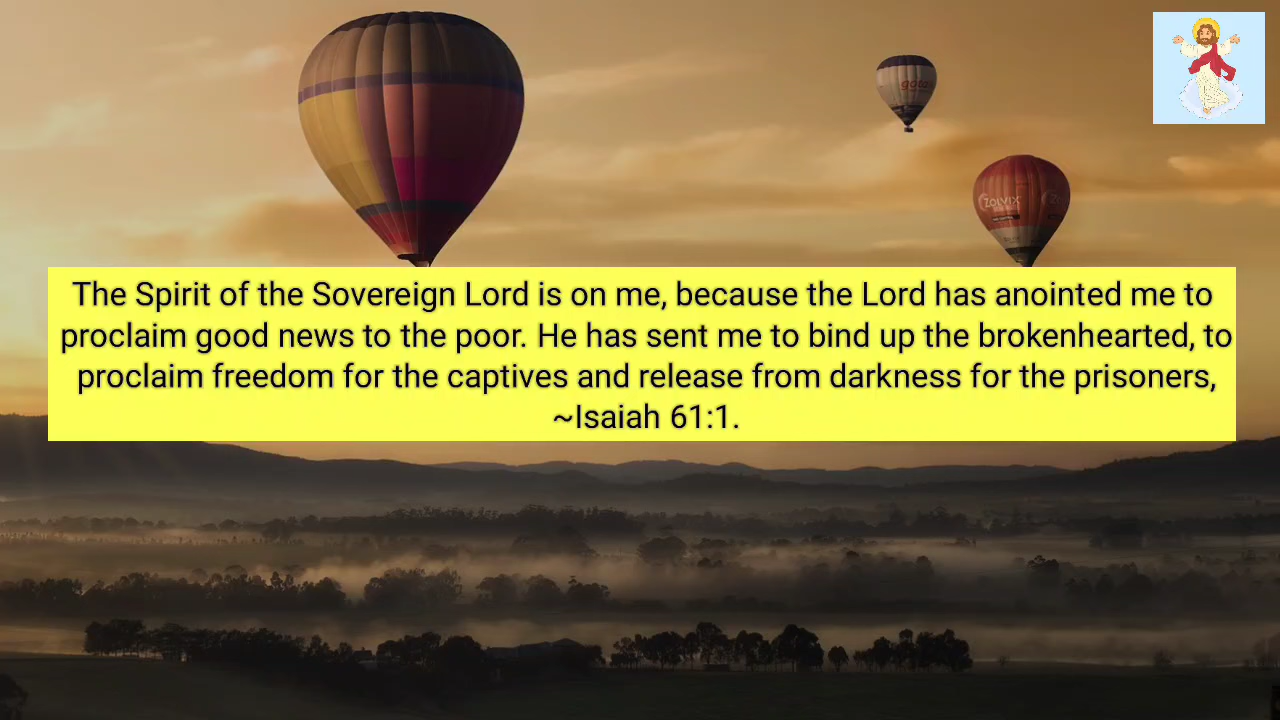 gota
ZOLVIX
The Spirit of the Sovereign Lord is on me, because the Lord has anointed me to
proclaim good news to the poor. He has sent me to bind up the brokenhearted, to
proclaim freedom for the captives and release from darkness for the prisoners,
~Isaiah 61:1.